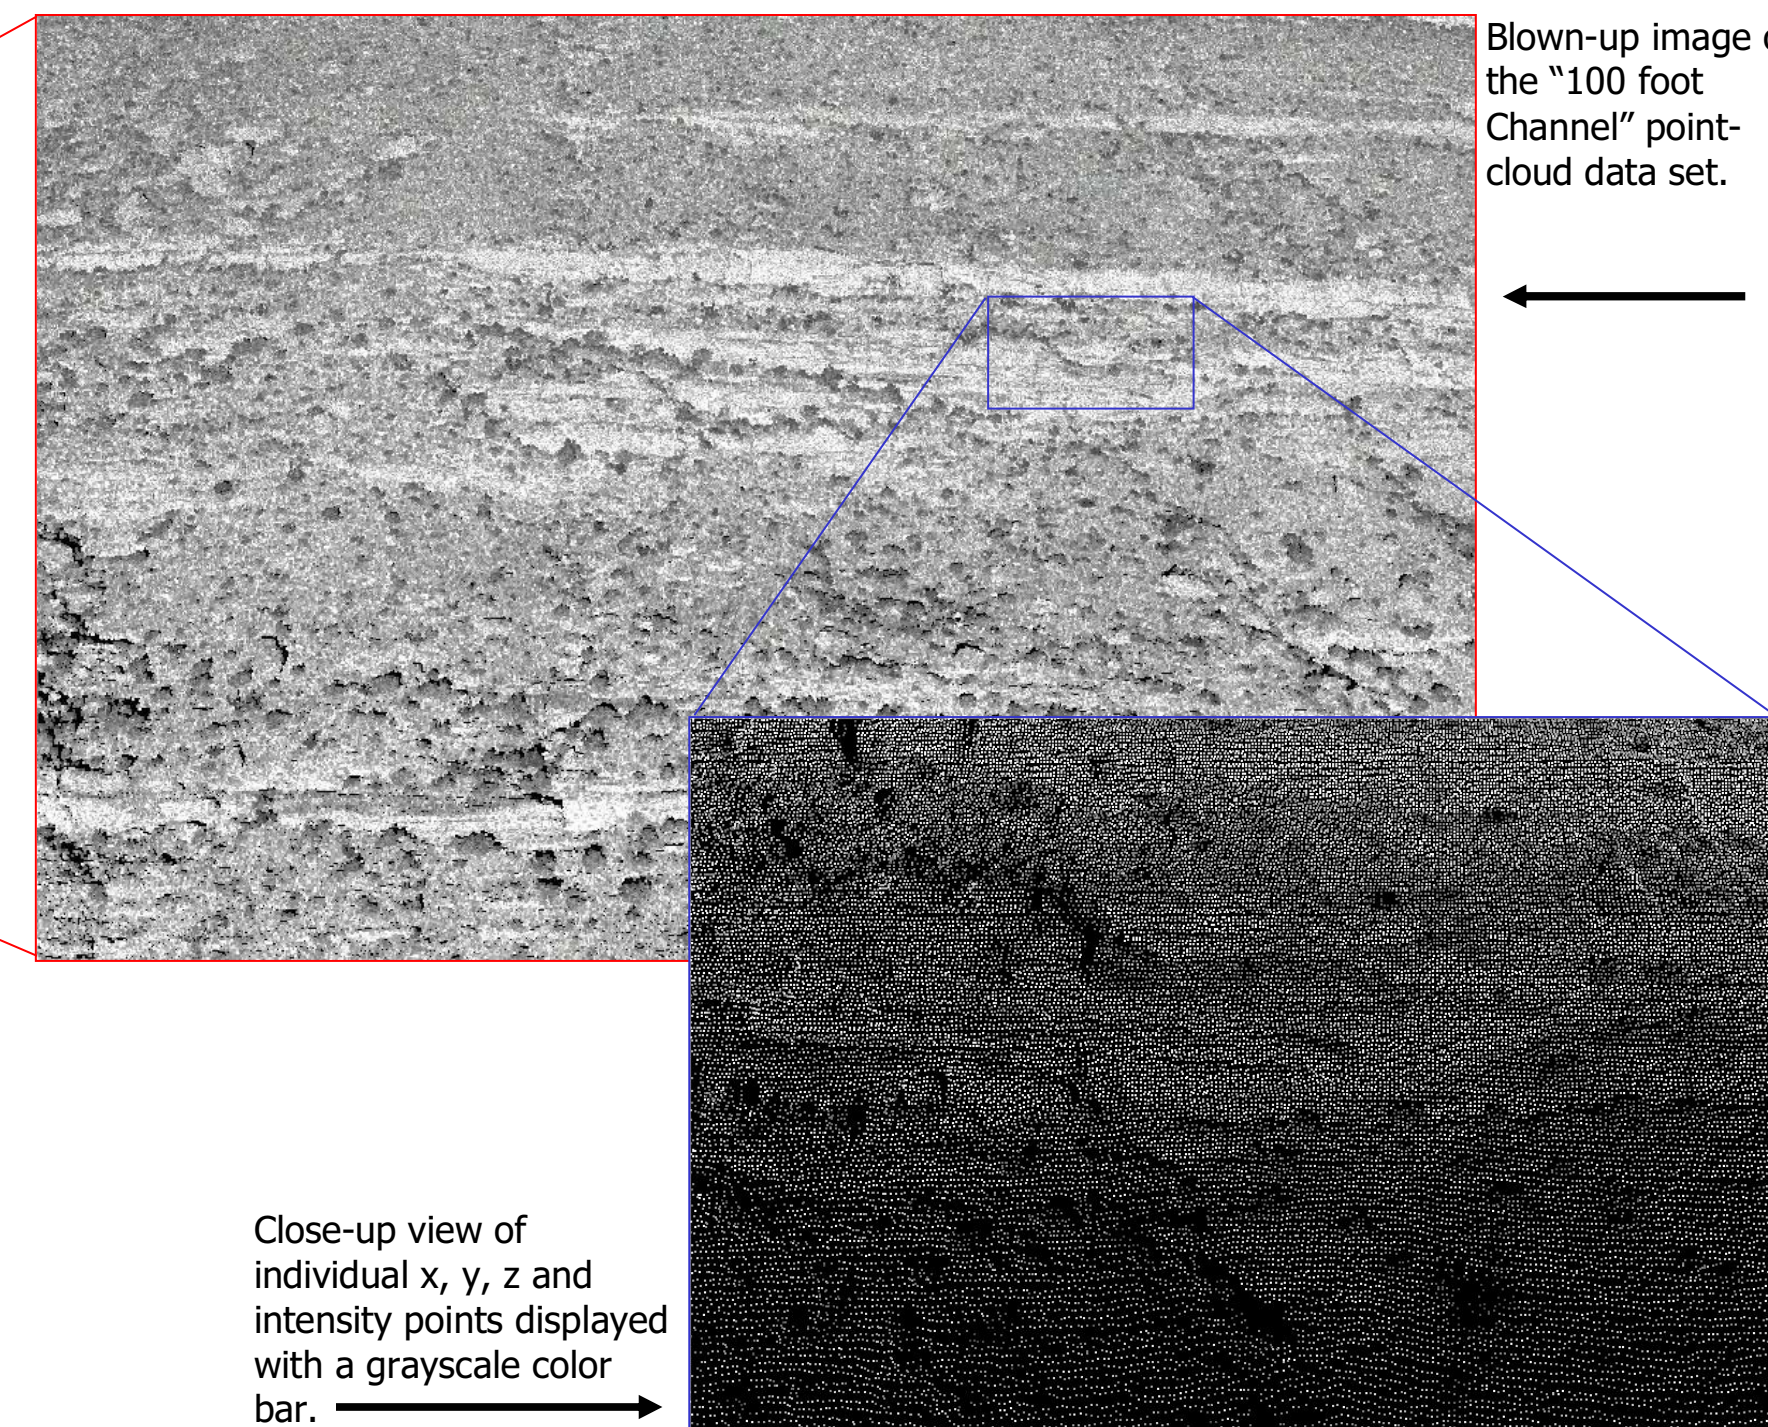 Blown-up image
the “100 foot
Channel” point-
cloud data set.
Close-up view of
individual x, y, z and
intensity points displayed
with a grayscale color
bar.